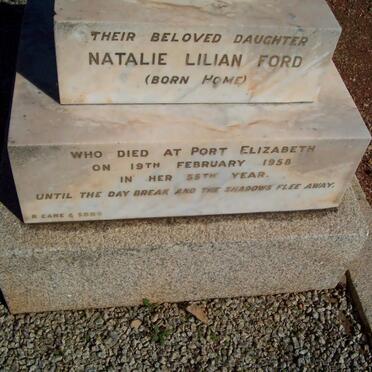 THEIR BELOVED DAUGHTER
NATALIE LILIAN FORD
(BORN HOME)
WHO DIED AT PORT ELIZABETH
ON 19TH FEBRUARY 1958
IN HER 55TH YEAR.
UNTIL THE DAY BREAK AND THE SHADOWS FLEE AWAY.
R CANE & SONS